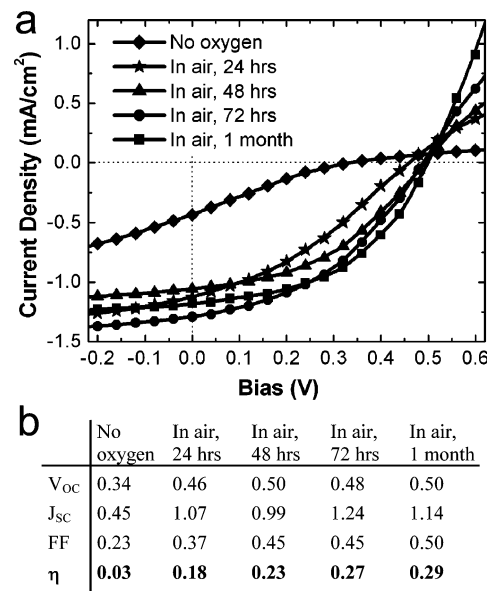 a
No oxygen
In air, 24 hrs
In air, 48 hrs
In air, 72 hrs
In air, 1 month
Current Density (mA/cm²)
1.0
0.5
0.0
-0.5
-1.0
-1.5
-0.2 -0.1 0.0 0.1 0.2 0.3 0.4 0.5 0.6
Bias (V)
b
No oxygen In air, 24 hrs In air, 48 hrs In air, 72 hrs In air, 1 month
V_OC 0.34 0.46 0.50 0.48 0.50
J_SC 0.45 1.07 0.99 1.24 1.14
FF 0.23 0.37 0.45 0.45 0.50
η 0.03 0.18 0.23 0.27 0.29